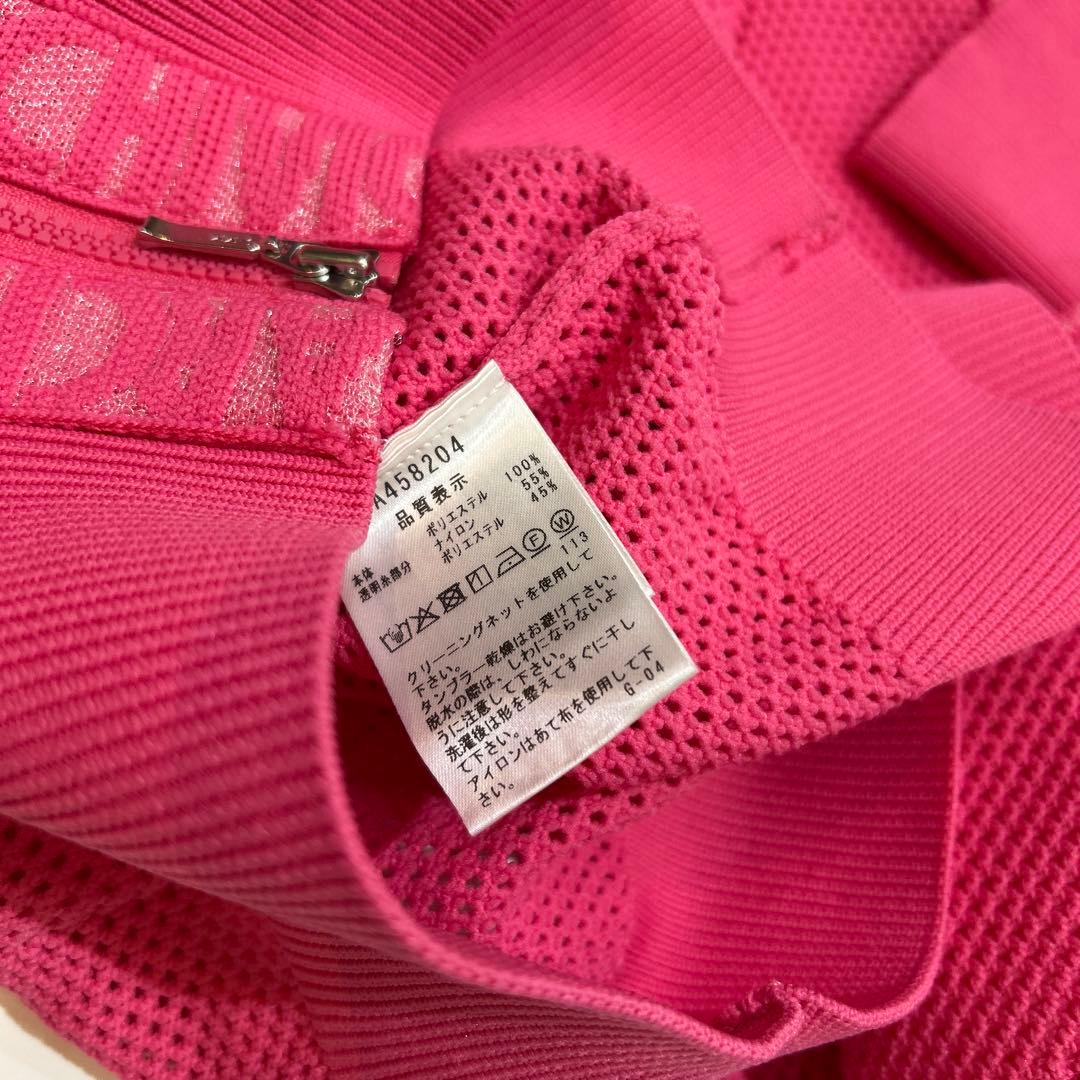 A458204
品質表示
本体 ポリエステル 100%
透明糸部分 ナイロン 55%
ポリエステル 45%
F W
113
クリーニングネットを使用して
下さい。
タンブラー乾燥はお避け下さい。
脱水の際は、しわにならないよ
うに注意して下さい。
洗濯後は形を整えてすぐに干し
て下さい。
アイロンはあて布を使用して下
さい。
G-04